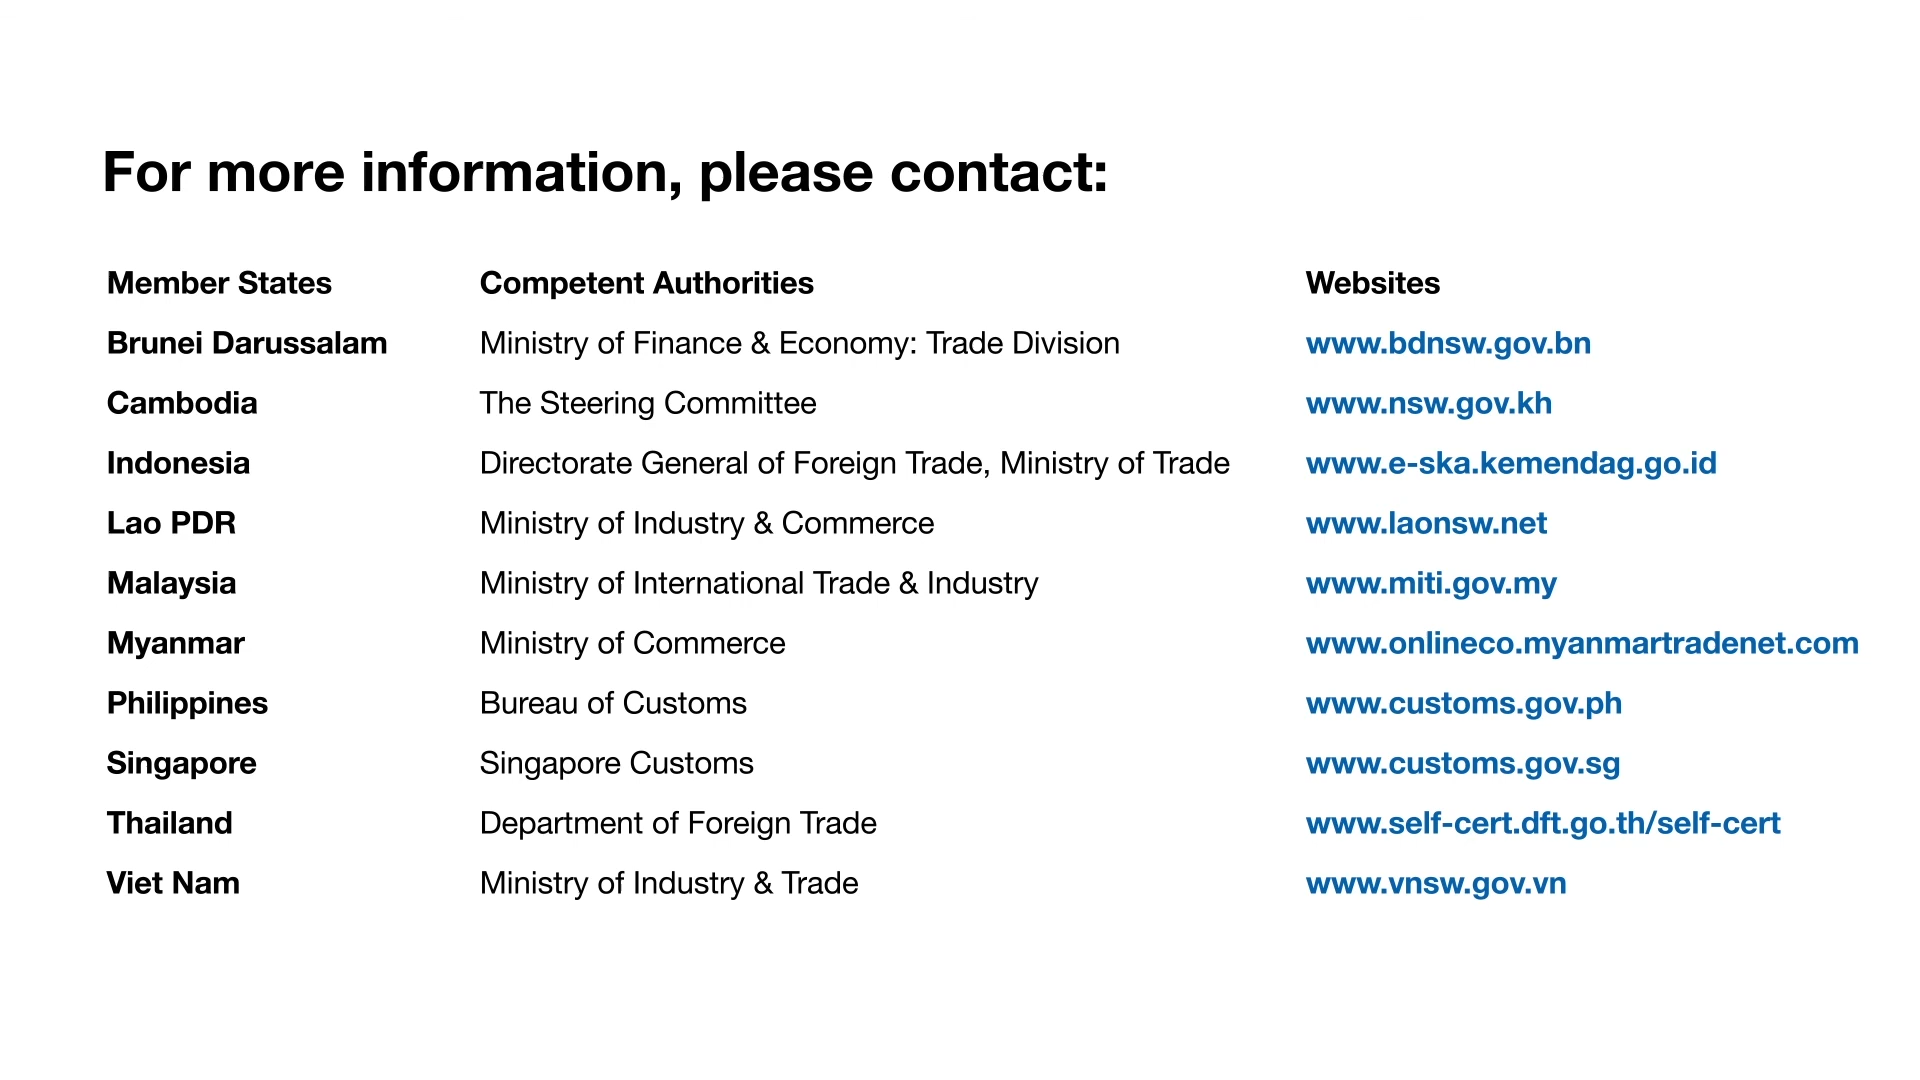 For more information, please contact:
Member States Competent Authorities Websites
Brunei Darussalam Ministry of Finance & Economy: Trade Division www.bdnsw.gov.bn
Cambodia The Steering Committee www.nsw.gov.kh
Indonesia Directorate General of Foreign Trade, Ministry of Trade www.e-ska.kemendag.go.id
Lao PDR Ministry of Industry & Commerce www.laonsw.net
Malaysia Ministry of International Trade & Industry www.miti.gov.my
Myanmar Ministry of Commerce www.onlineco.myanmartradenet.com
Philippines Bureau of Customs www.customs.gov.ph
Singapore Singapore Customs www.customs.gov.sg
Thailand Department of Foreign Trade www.self-cert.dft.go.th/self-cert
Viet Nam Ministry of Industry & Trade www.vnsw.gov.vn